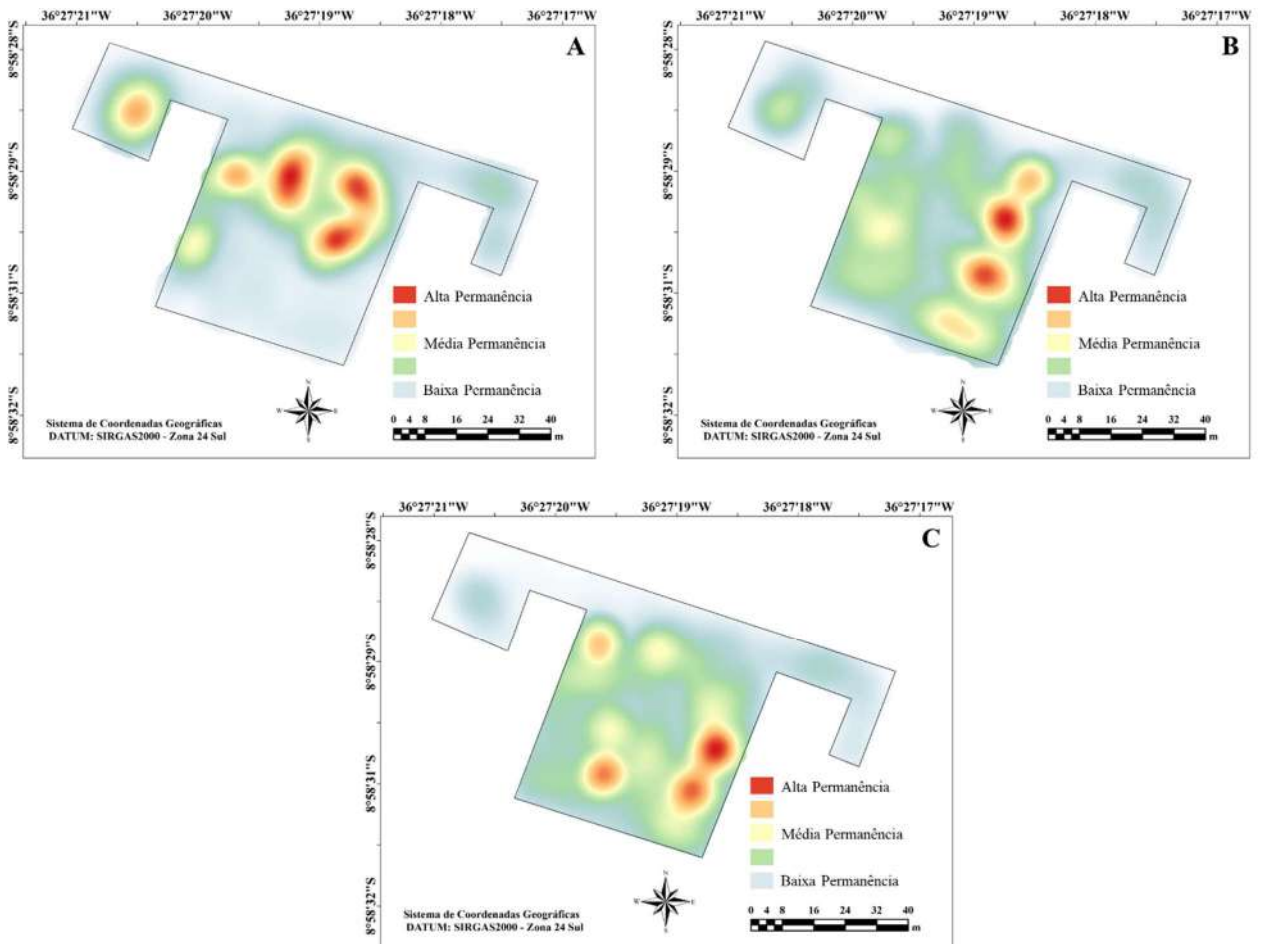 36°27'21"W 36°27'20"W 36°27'19"W 36°27'18"W 36°27'17"W
A
8°58'28"S
8°58'29"S
8°58'31"S
8°58'32"S
Alta Permanência
Média Permanência
Baixa Permanência
N
W E
S
Sistema de Coordenadas Geográficas
DATUM: SIRGAS2000 - Zona 24 Sul
0 4 8 16 24 32 40
m
36°27'21"W 36°27'20"W 36°27'19"W 36°27'18"W 36°27'17"W
B
8°58'28"S
8°58'29"S
8°58'31"S
8°58'32"S
Alta Permanência
Média Permanência
Baixa Permanência
N
W E
S
Sistema de Coordenadas Geográficas
DATUM: SIRGAS2000 - Zona 24 Sul
0 4 8 16 24 32 40
m
36°27'21"W 36°27'20"W 36°27'19"W 36°27'18"W 36°27'17"W
C
8°58'28"S
8°58'29"S
8°58'31"S
8°58'32"S
Alta Permanência
Média Permanência
Baixa Permanência
N
W E
S
Sistema de Coordenadas Geográficas
DATUM: SIRGAS2000 - Zona 24 Sul
0 4 8 16 24 32 40
m